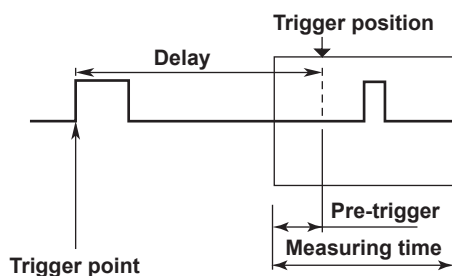 Trigger position
Delay
Pre-trigger
Measuring time
Trigger point